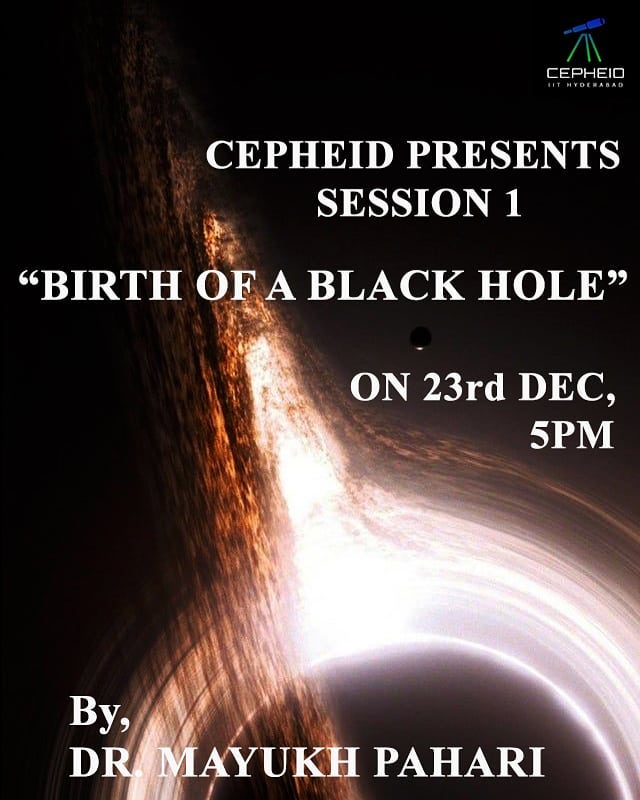 CEPHEID
IIT HYDERABAD
CEPHEID PRESENTS
SESSION 1
“BIRTH OF A BLACK HOLE”
ON 23rd DEC,
5PM
By,
DR. MAYUKH PAHARI